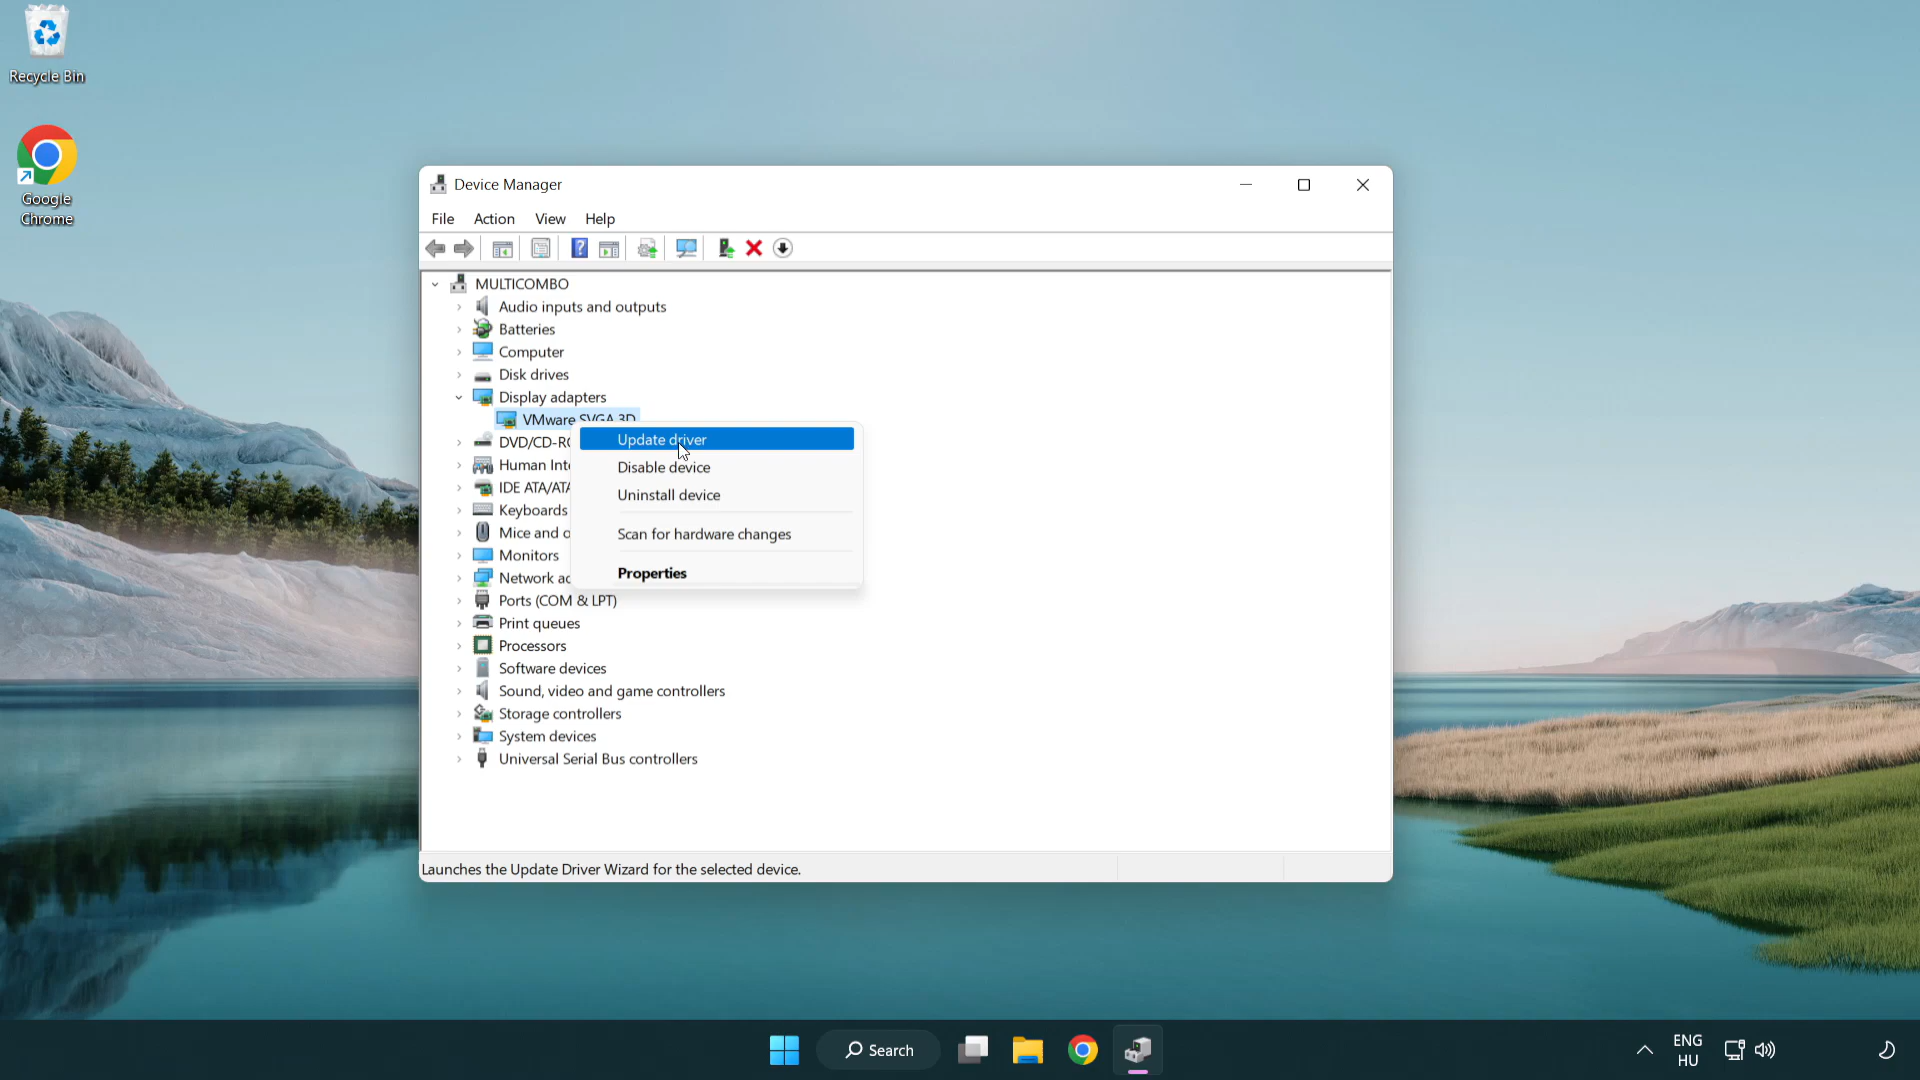 Recycle Bin
Google
Chrome
Device Manager
File Action View Help
MULTICOMBO
Audio inputs and outputs
Batteries
Computer
Disk drives
Display adapters
VMware SVGA 3D
DVD/CD-RO
Update driver
Human Inte
Disable device
IDE ATA/ATA
Uninstall device
Keyboards
Mice and o
Scan for hardware changes
Monitors
Network ad
Properties
Ports (COM & LPT)
Print queues
Processors
Software devices
Sound, video and game controllers
Storage controllers
System devices
Universal Serial Bus controllers
Launches the Update Driver Wizard for the selected device.
Search
ENG
HU